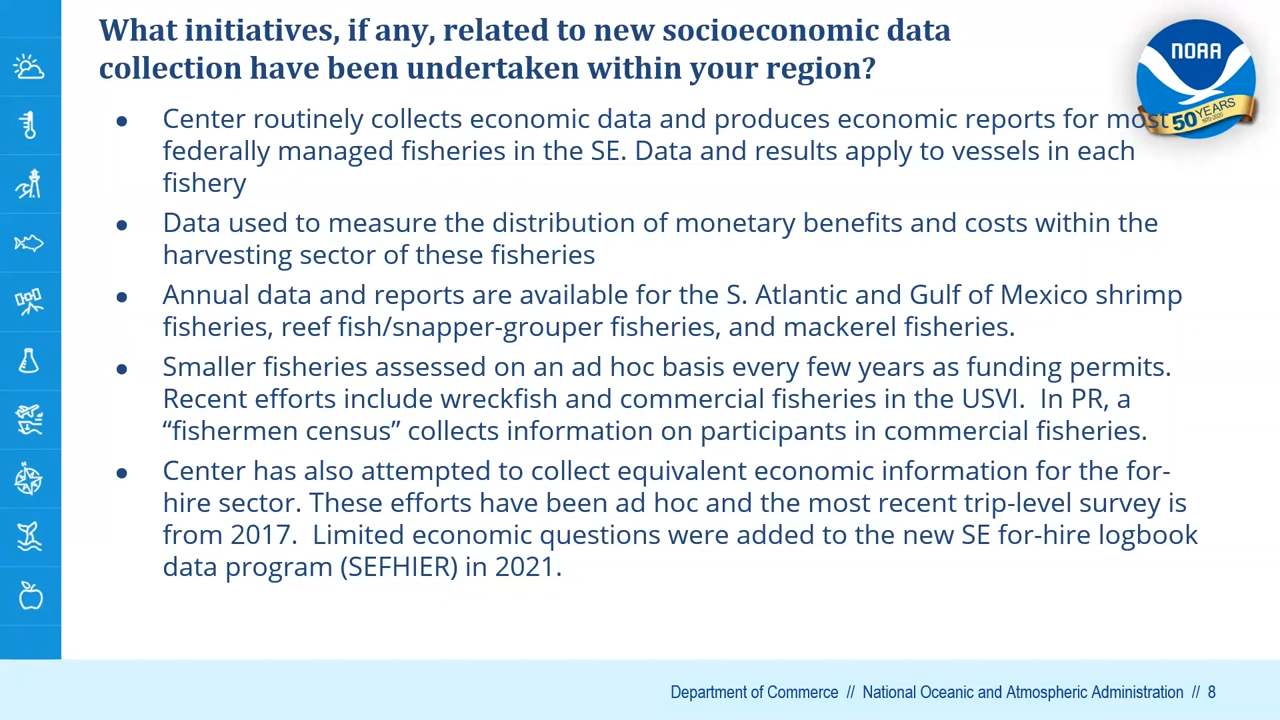 What initiatives, if any, related to new socioeconomic data
collection have been undertaken within your region?
NOAA
50 YEARS
1970-2020
● Center routinely collects economic data and produces economic reports for most
federally managed fisheries in the SE. Data and results apply to vessels in each
fishery
● Data used to measure the distribution of monetary benefits and costs within the
harvesting sector of these fisheries
● Annual data and reports are available for the S. Atlantic and Gulf of Mexico shrimp
fisheries, reef fish/snapper-grouper fisheries, and mackerel fisheries.
● Smaller fisheries assessed on an ad hoc basis every few years as funding permits.
Recent efforts include wreckfish and commercial fisheries in the USVI.  In PR, a
“fishermen census” collects information on participants in commercial fisheries.
● Center has also attempted to collect equivalent economic information for the for-
hire sector. These efforts have been ad hoc and the most recent trip-level survey is
from 2017.  Limited economic questions were added to the new SE for-hire logbook
data program (SEFHIER) in 2021.
Department of Commerce // National Oceanic and Atmospheric Administration // 8